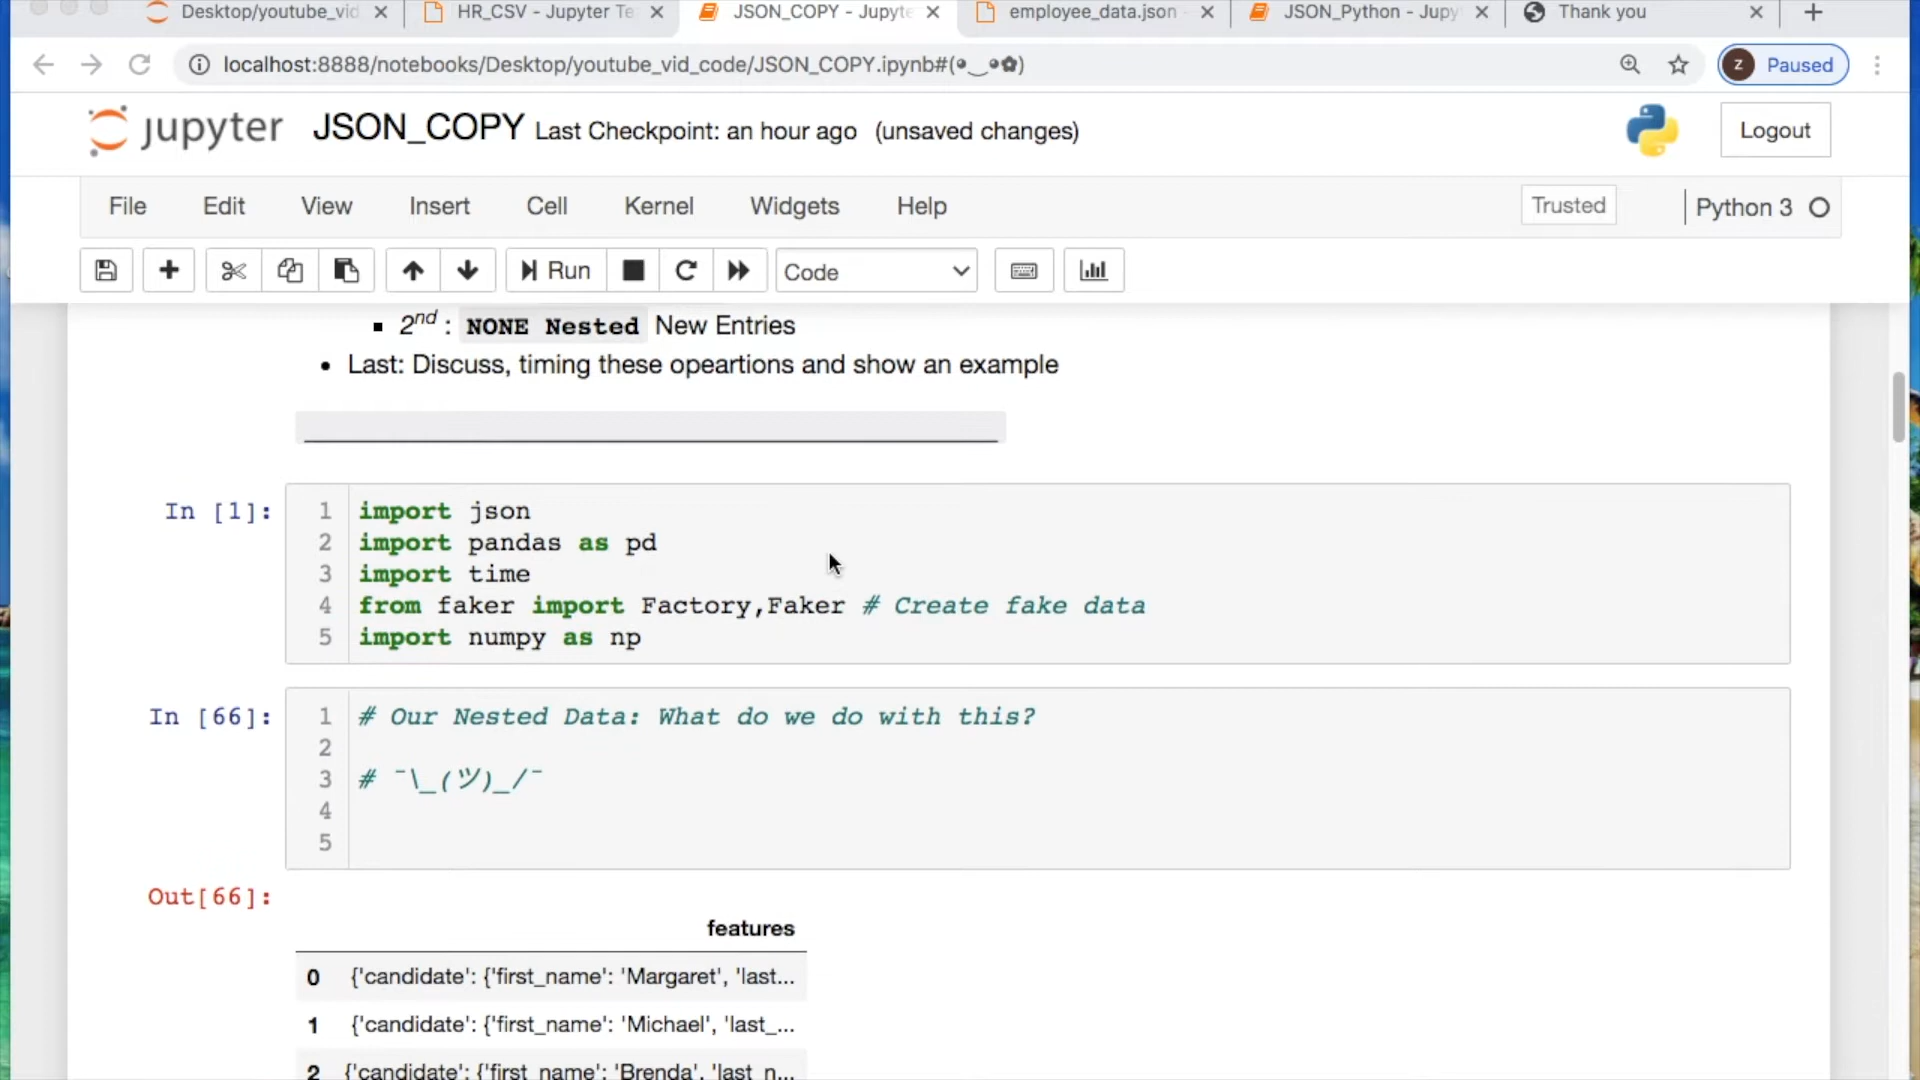 Desktop/youtube_vid
HR_CSV - Jupyter Te
JSON_COPY - Jupyte
employee_data.json
JSON_Python - Jupy
Thank you
localhost:8888/notebooks/Desktop/youtube_vid_code/JSON_COPY.ipynb#(•‿•✿)
z Paused
jupyter JSON_COPY Last Checkpoint: an hour ago (unsaved changes)
Logout
File Edit View Insert Cell Kernel Widgets Help
Trusted
Python 3
Run
Code
2nd : NONE Nested New Entries
Last: Discuss, timing these opeartions and show an example
In [1]:
1 import json
2 import pandas as pd
3 import time
4 from faker import Factory,Faker # Create fake data
5 import numpy as np
In [66]:
1 # Our Nested Data: What do we do with this?
2
3 # ¯\_(ツ)_/¯
4
5
Out[66]:
features
0 {'candidate': {'first_name': 'Margaret', 'last...
1 {'candidate': {'first_name': 'Michael', 'last_...
2 {'candidate': {'first_name': 'Brenda', 'last_n...